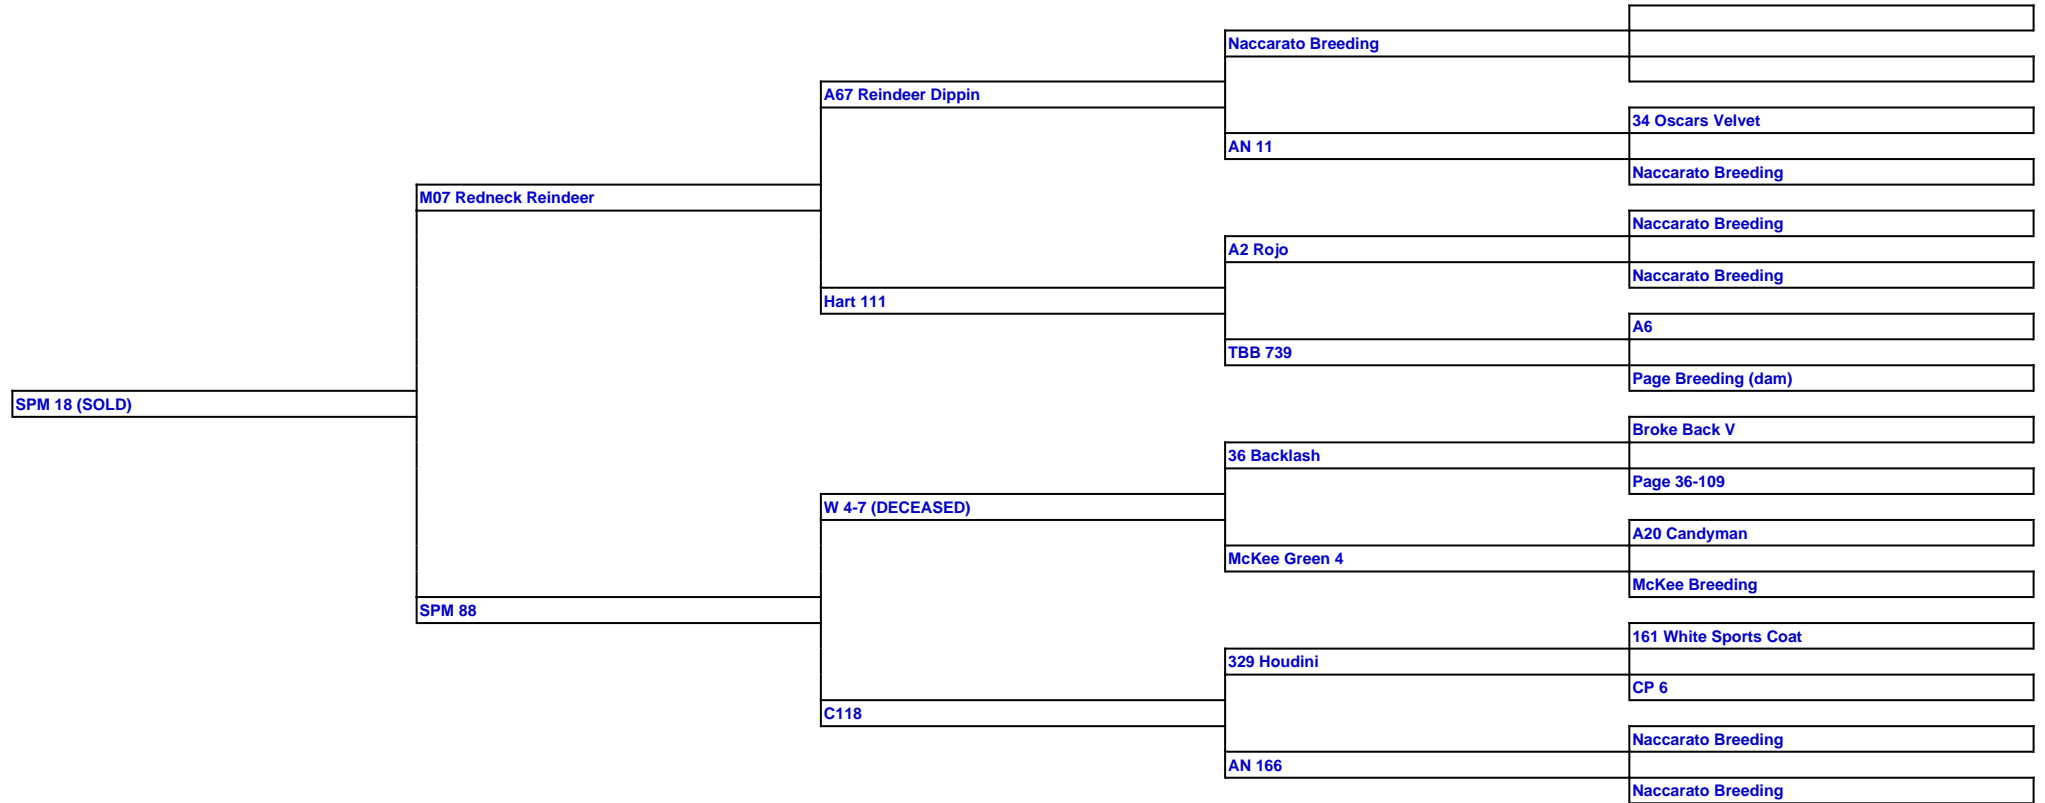 Naccarato Breeding
A67 Reindeer Dippin
34 Oscars Velvet
AN 11
Naccarato Breeding
M07 Redneck Reindeer
Naccarato Breeding
A2 Rojo
Naccarato Breeding
Hart 111
A6
TBB 739
Page Breeding (dam)
SPM 18 (SOLD)
Broke Back V
36 Backlash
Page 36-109
W 4-7 (DECEASED)
A20 Candyman
McKee Green 4
McKee Breeding
SPM 88
161 White Sports Coat
329 Houdini
CP 6
C118
Naccarato Breeding
AN 166
Naccarato Breeding